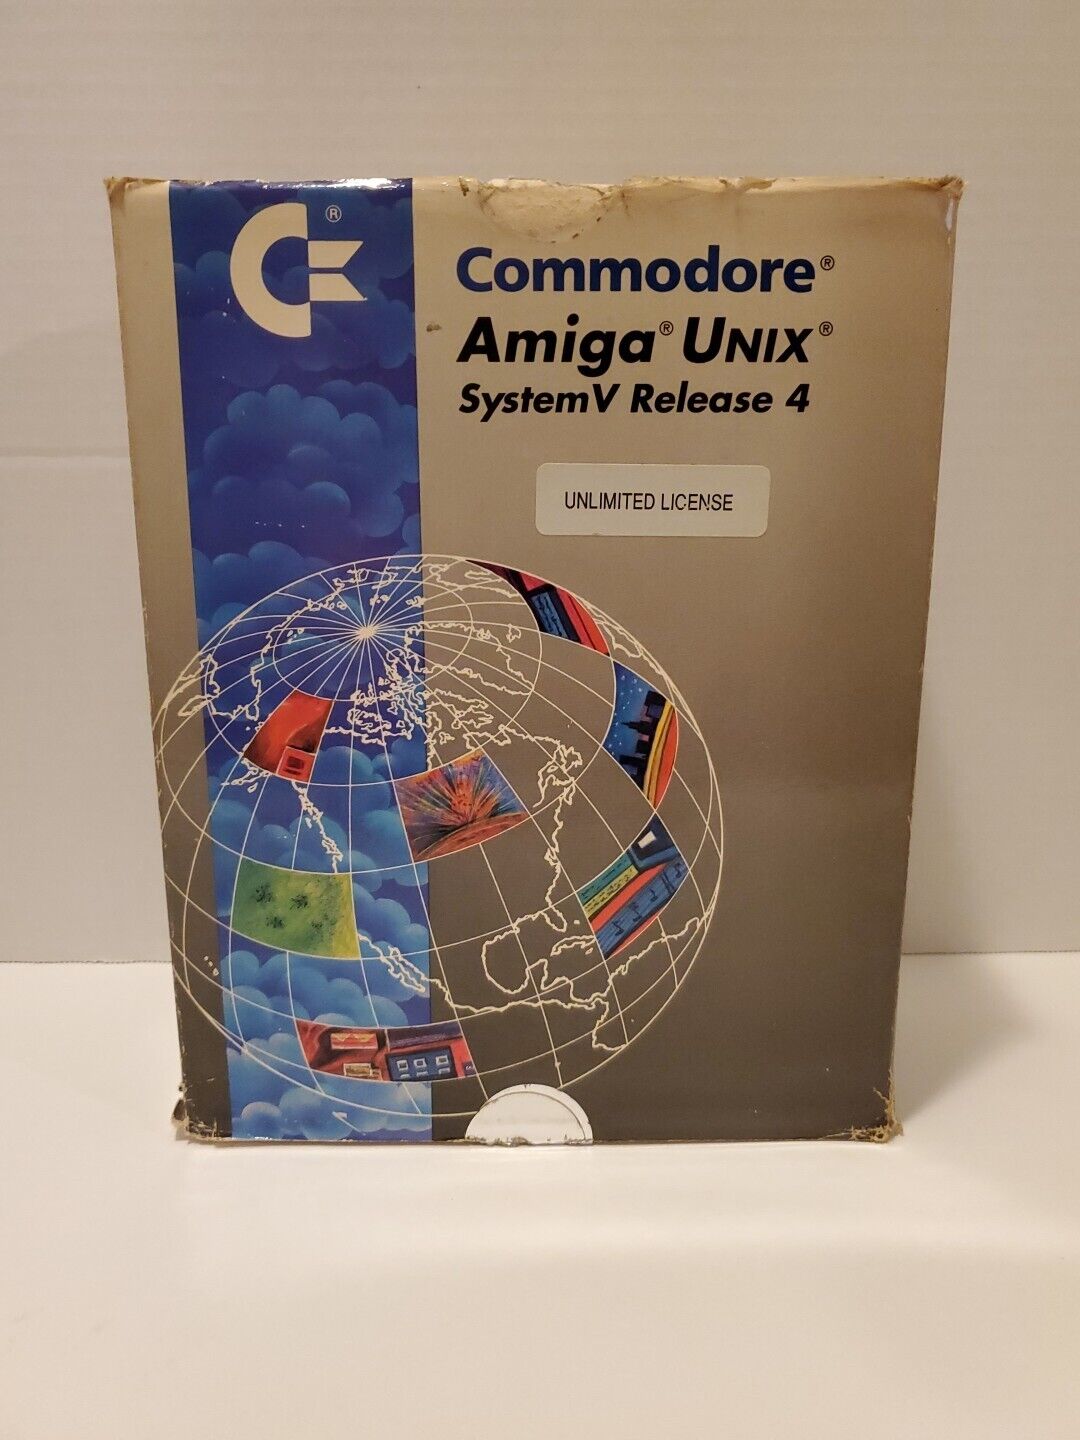 ®
Commodore®
Amiga® UNIX®
SystemV Release 4
UNLIMITED LICENSE